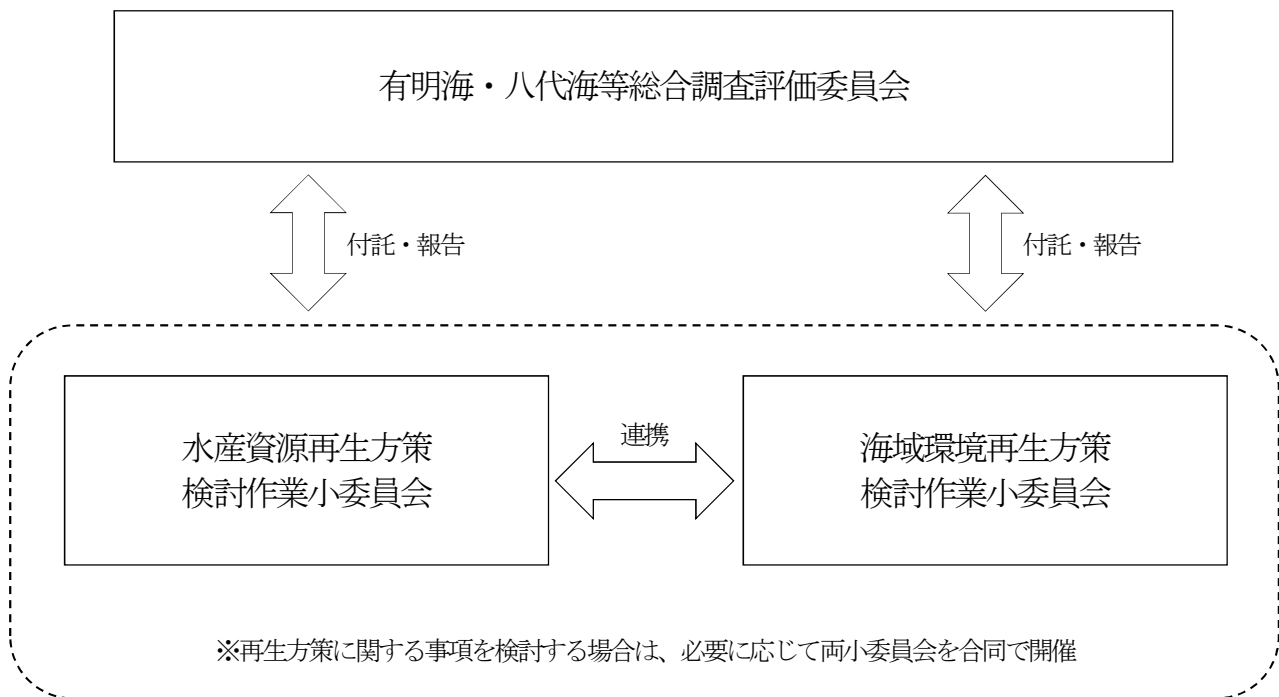 有明海・八代海等総合調査評価委員会
付託・報告
付託・報告
水産資源再生方策
検討作業小委員会
連携
海域環境再生方策
検討作業小委員会
※再生方策に関する事項を検討する場合は、必要に応じて両小委員会を合同で開催